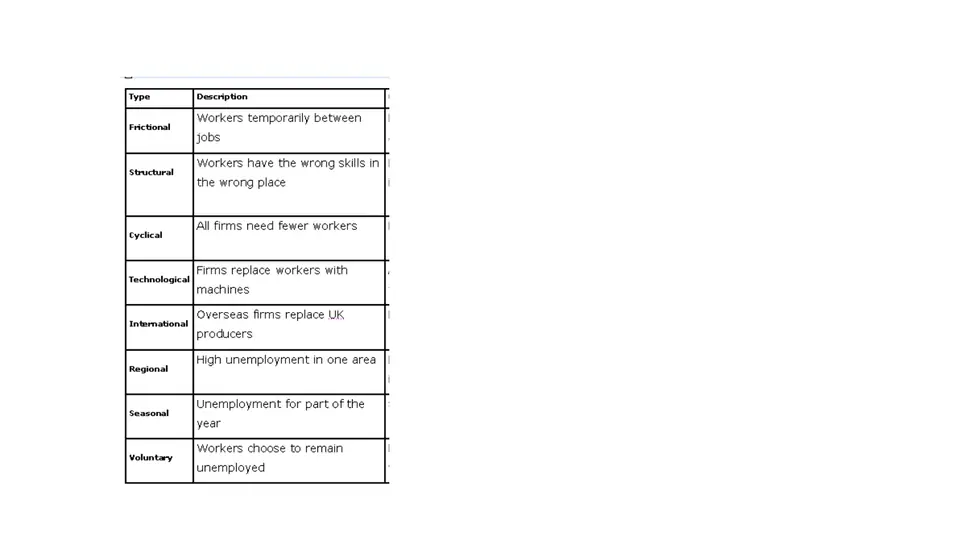 Type Description
Frictional Workers temporarily between
jobs
Structural Workers have the wrong skills in
the wrong place
Cyclical All firms need fewer workers
Technological Firms replace workers with
machines
International Overseas firms replace UK
producers
Regional High unemployment in one area
Seasonal Unemployment for part of the
year
Voluntary Workers choose to remain
unemployed